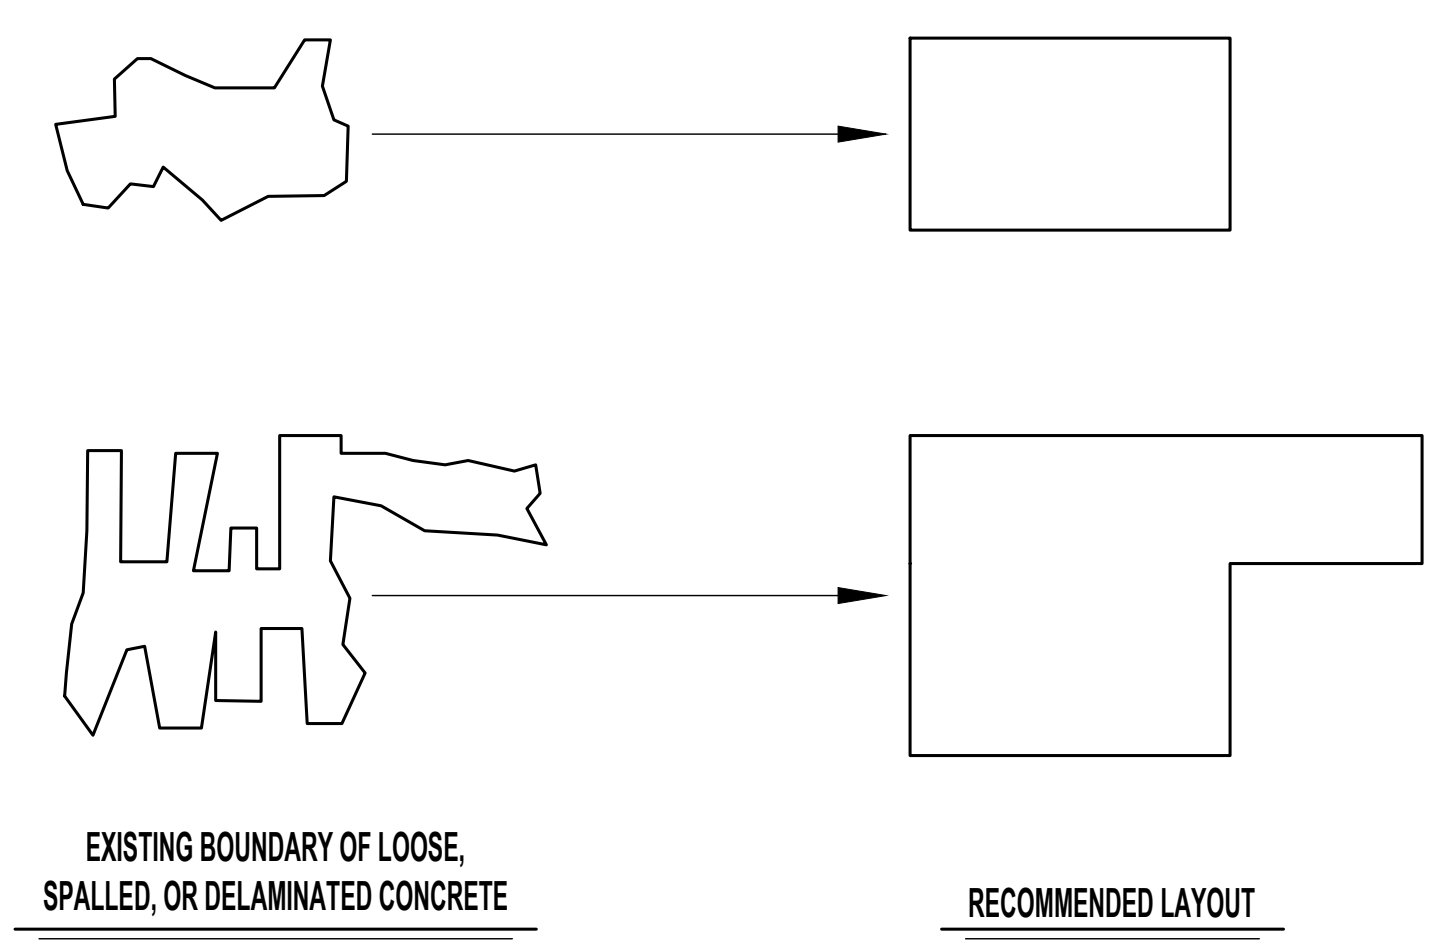 EXISTING BOUNDARY OF LOOSE,
SPALLED, OR DELAMINATED CONCRETE
RECOMMENDED LAYOUT